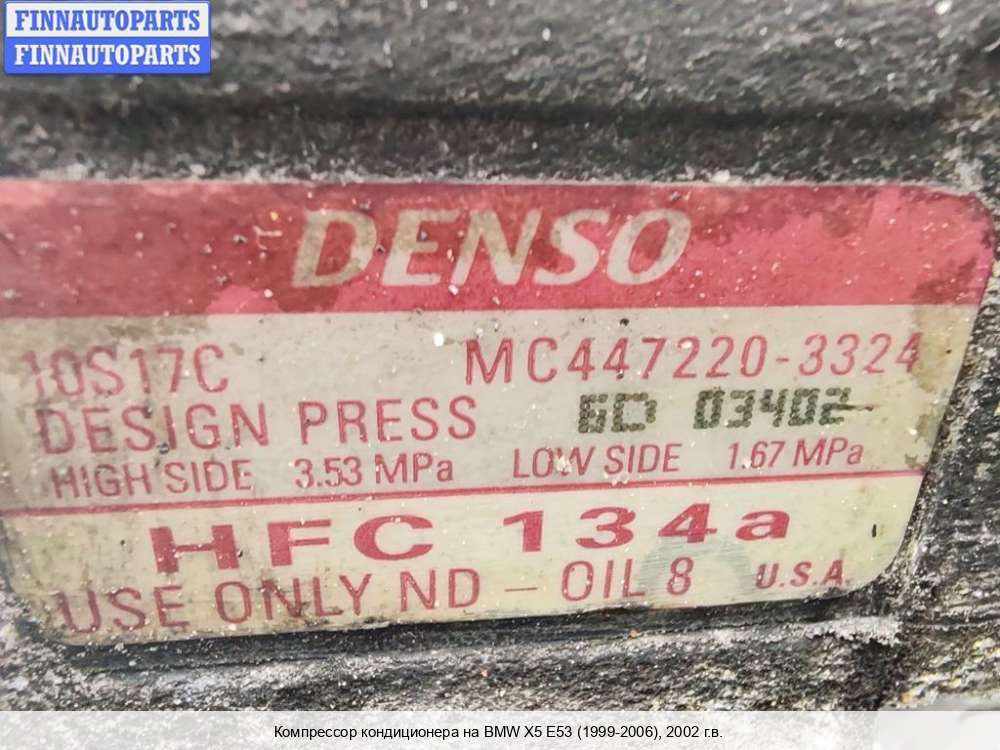 FINNAUTOPARTS
FINNAUTOPARTS
DENSO
10S17C MC447220-3324
DESIGN PRESS 6D 03402
HIGH SIDE 3.53 MPa LOW SIDE 1.67 MPa
HFC 134a
USE ONLY ND - OIL 8 U.S.A.
Компрессор кондиционера на BMW X5 E53 (1999-2006), 2002 г.в.